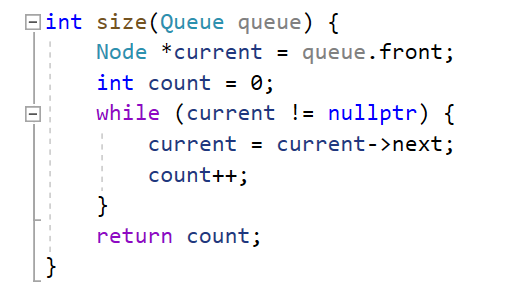 int size(Queue queue) {
    Node *current = queue.front;
    int count = 0;
    while (current != nullptr) {
        current = current->next;
        count++;
    }
    return count;
}